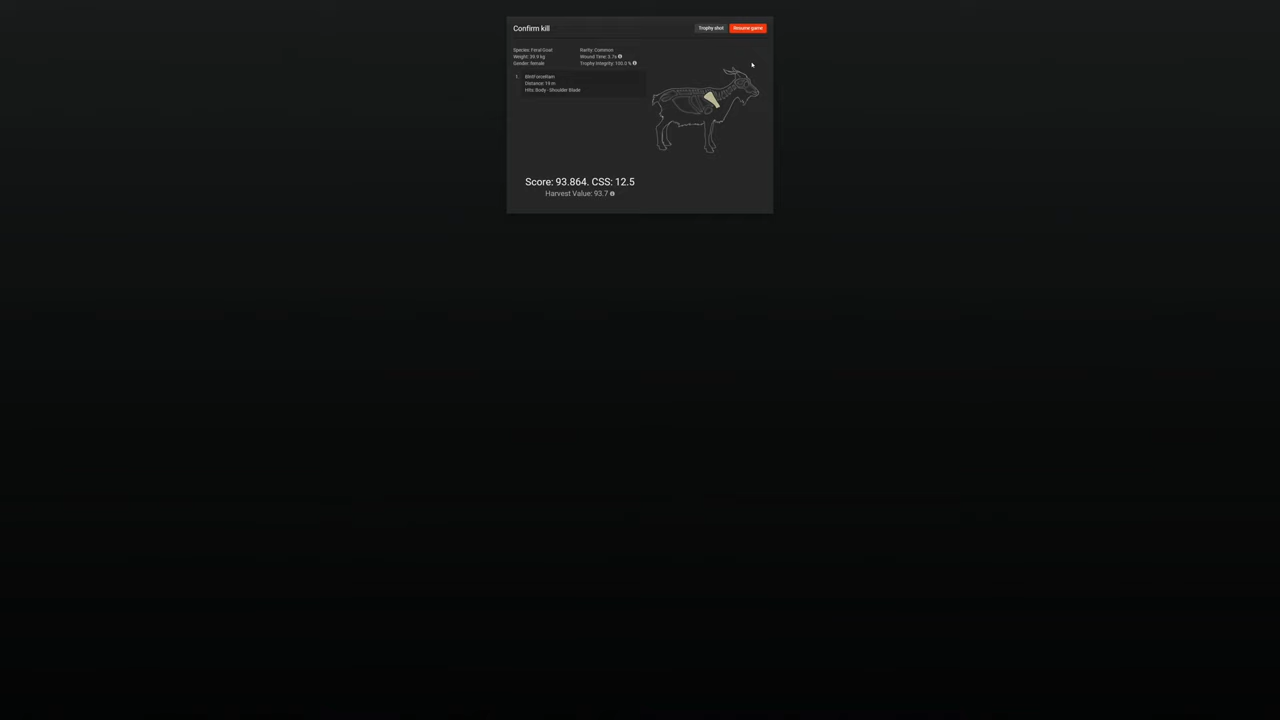 Confirm kill
Trophy shot
Resume game
Species: Feral Goat
Rarity: Common
Weight: 39.9 kg
Wound Time: 3.7s
Gender: female
Trophy Integrity: 100.0 %
1.
Distance: 19 m
Hits: Body - Shoulder Blade
Score: 93.864. CSS: 12.5
Harvest Value: 93.7